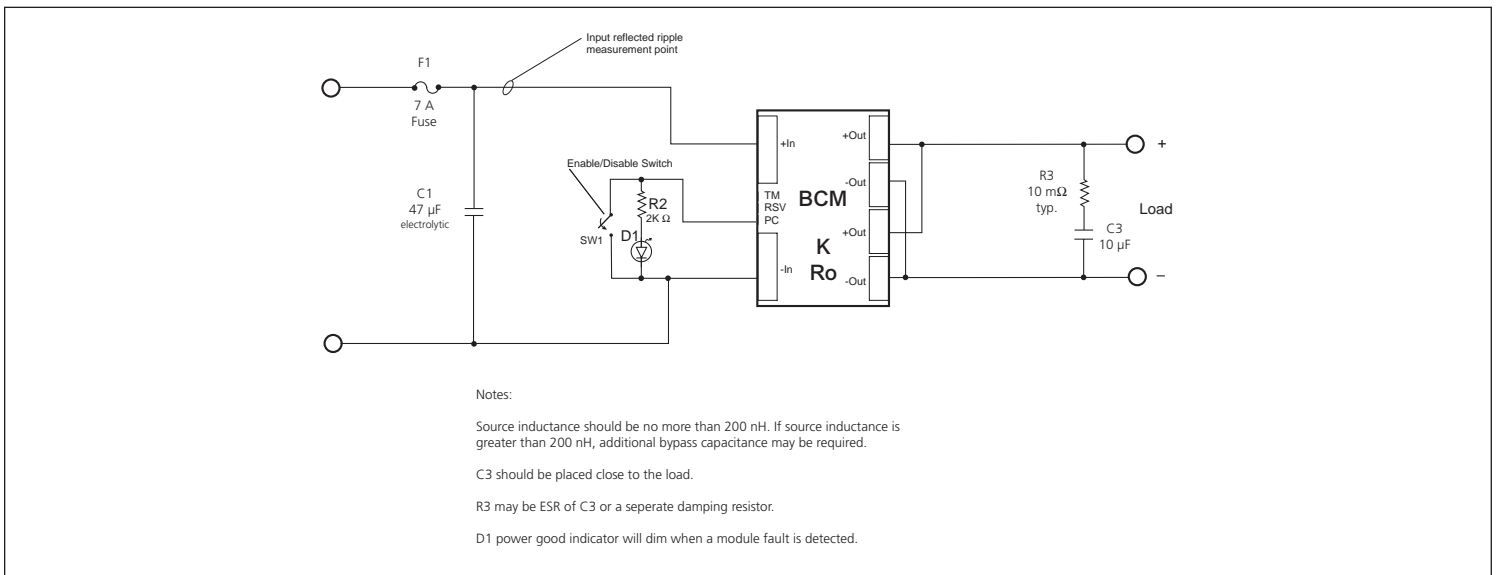 Input reflected ripple
measurement point
F1
7 A
Fuse
C1
47 µF
electrolytic
Enable/Disable Switch
SW1
R2
2K Ω
D1
+In
TM
RSV
PC
-In
BCM
K
Ro
+Out
-Out
+Out
-Out
R3
10 mΩ
typ.
C3
10 µF
+
Load
–
Notes:
Source inductance should be no more than 200 nH. If source inductance is
greater than 200 nH, additional bypass capacitance may be required.
C3 should be placed close to the load.
R3 may be ESR of C3 or a seperate damping resistor.
D1 power good indicator will dim when a module fault is detected.